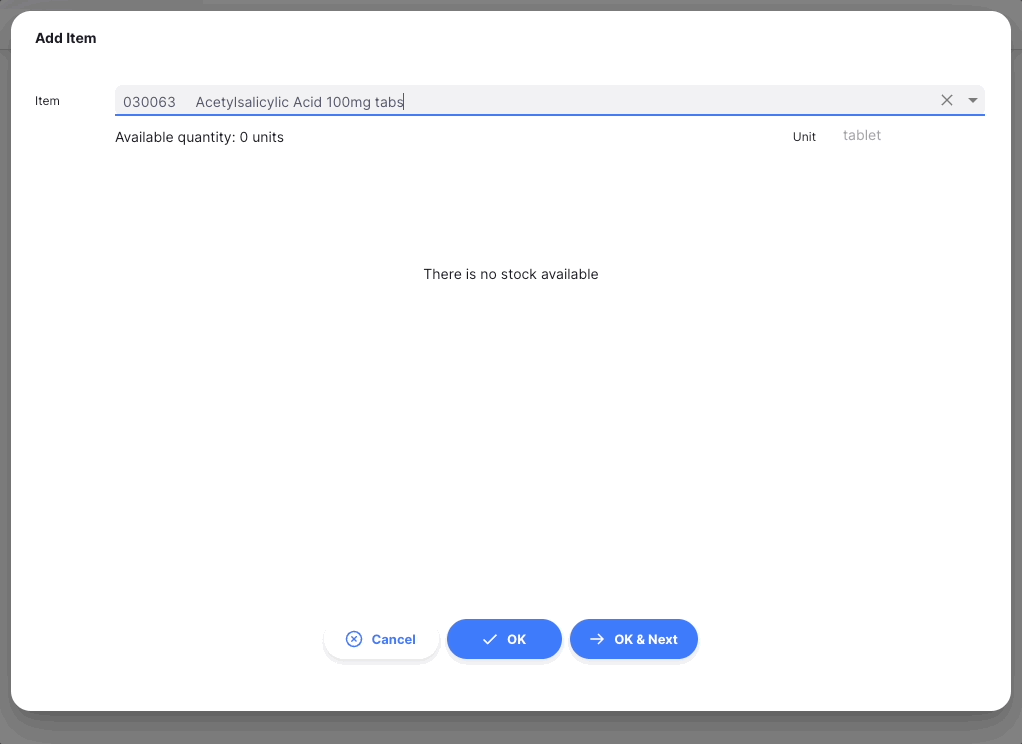 Add Item
Item 030063 Acetylsalicylic Acid 100mg tabs
Available quantity: 0 units Unit tablet
There is no stock available
Cancel OK OK & Next